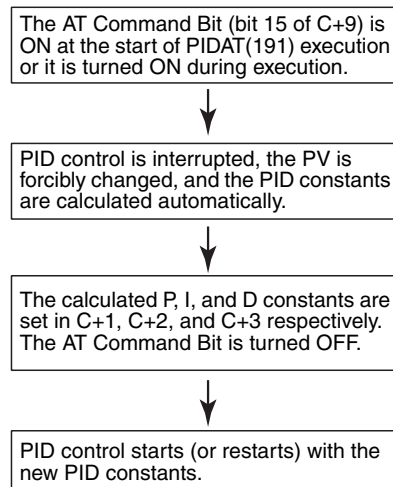 The AT Command Bit (bit 15 of C+9) is
ON at the start of PIDAT(191) execution
or it is turned ON during execution.
PID control is interrupted, the PV is
forcibly changed, and the PID constants
are calculated automatically.
The calculated P, I, and D constants are
set in C+1, C+2, and C+3 respectively.
The AT Command Bit is turned OFF.
PID control starts (or restarts) with the
new PID constants.